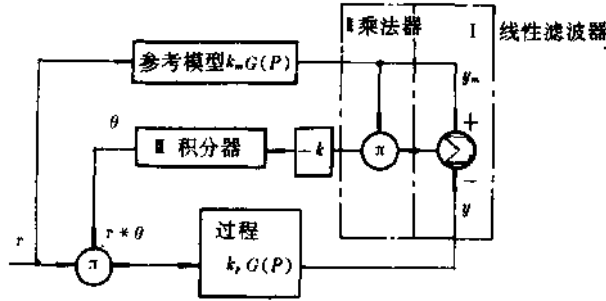 Ⅱ乘法器
Ⅰ
线性滤波器
参考模型kmG(P)
ym
θ
Ⅲ 积分器
-k
π
+
Σ
-
y
r
r * θ
过程
kpG(P)
π